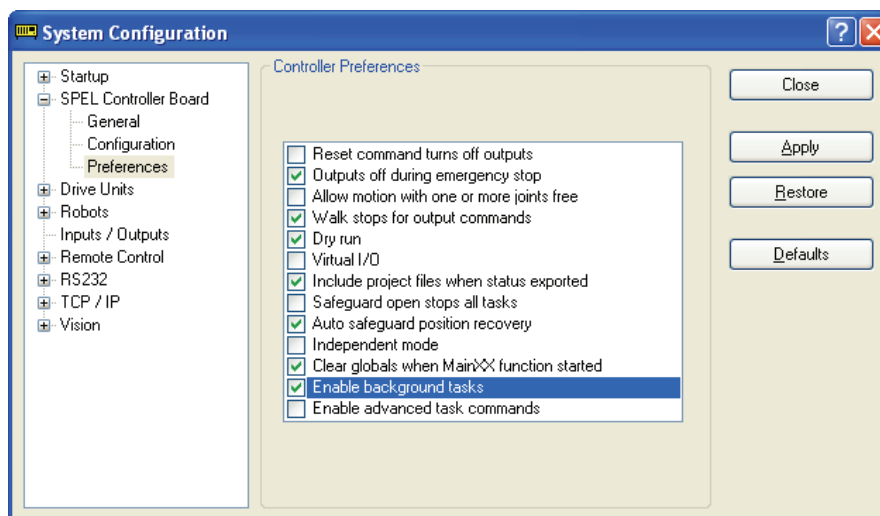 System Configuration
Startup
SPEL Controller Board
General
Configuration
Preferences
Drive Units
Robots
Inputs / Outputs
Remote Control
RS232
TCP / IP
Vision
Controller Preferences
Reset command turns off outputs
Outputs off during emergency stop
Allow motion with one or more joints free
Walk stops for output commands
Dry run
Virtual I/O
Include project files when status exported
Safeguard open stops all tasks
Auto safeguard position recovery
Independent mode
Clear globals when MainXX function started
Enable background tasks
Enable advanced task commands
Close
Apply
Restore
Defaults